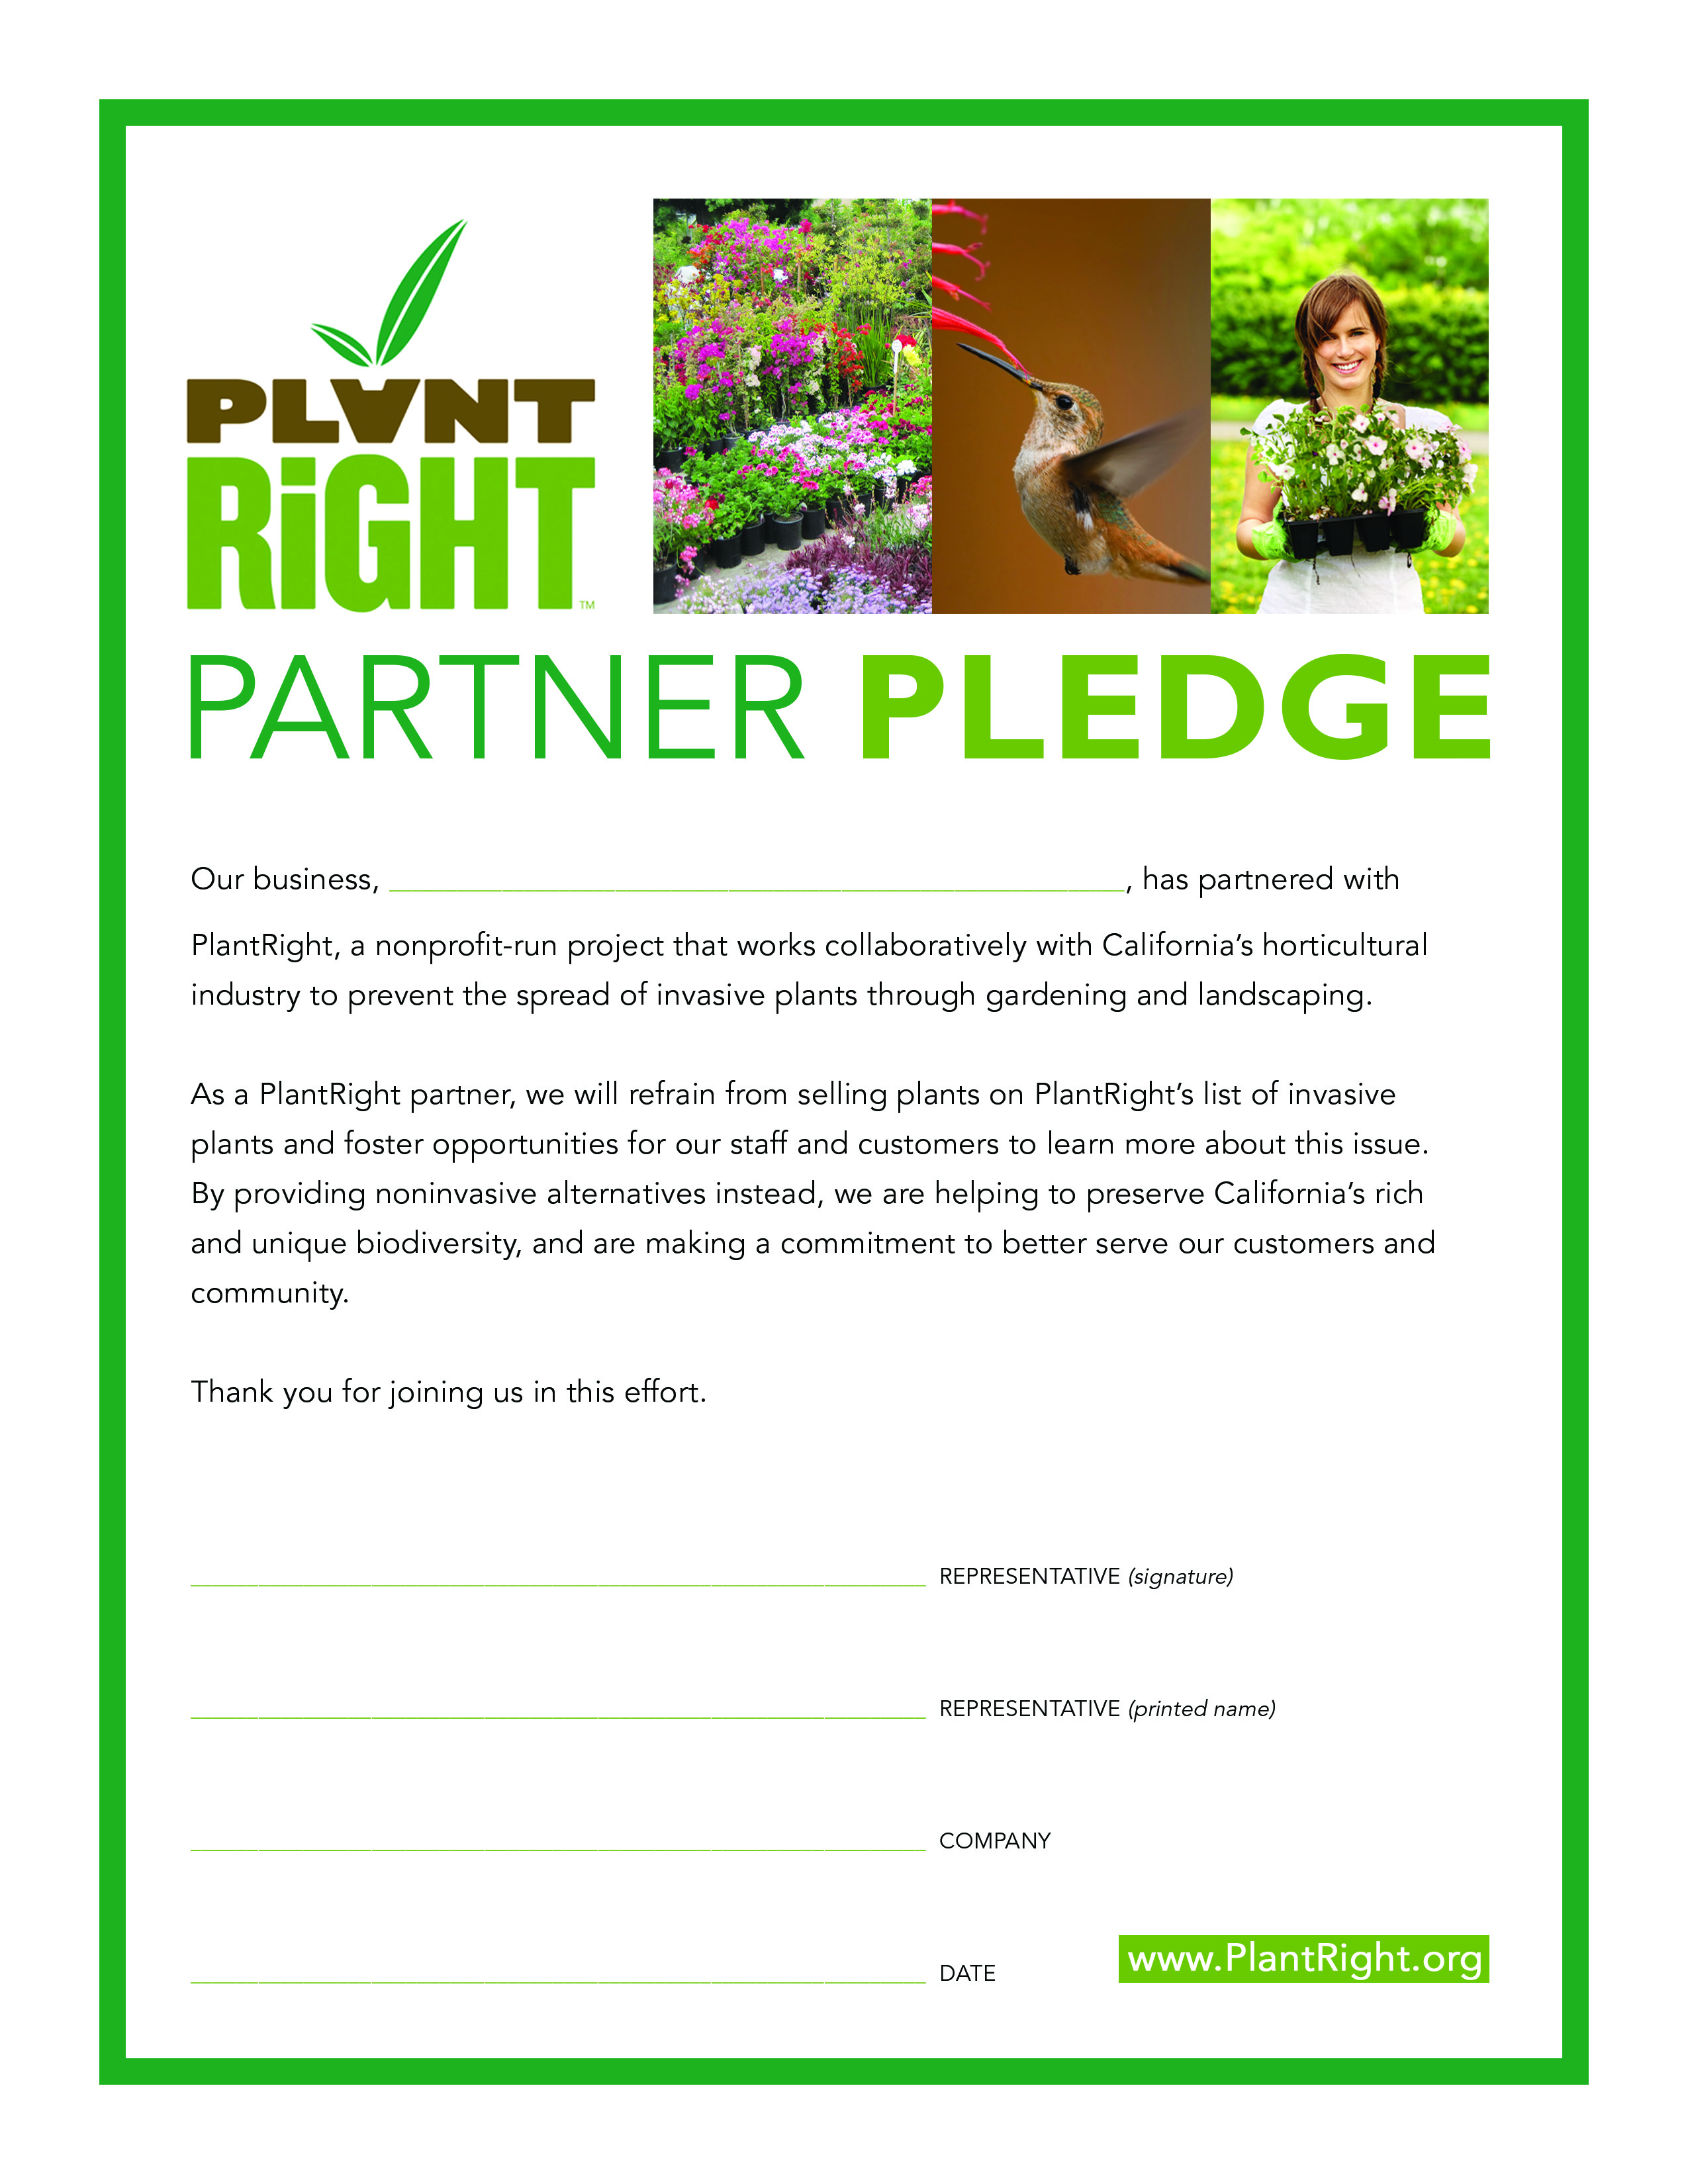 PLANT
RiGHT™
PARTNER PLEDGE
Our business, ______________________________, has partnered with
PlantRight, a nonprofit-run project that works collaboratively with California’s horticultural
industry to prevent the spread of invasive plants through gardening and landscaping.
As a PlantRight partner, we will refrain from selling plants on PlantRight’s list of invasive
plants and foster opportunities for our staff and customers to learn more about this issue.
By providing noninvasive alternatives instead, we are helping to preserve California’s rich
and unique biodiversity, and are making a commitment to better serve our customers and
community.
Thank you for joining us in this effort.
REPRESENTATIVE (signature)
REPRESENTATIVE (printed name)
COMPANY
DATE
www.PlantRight.org